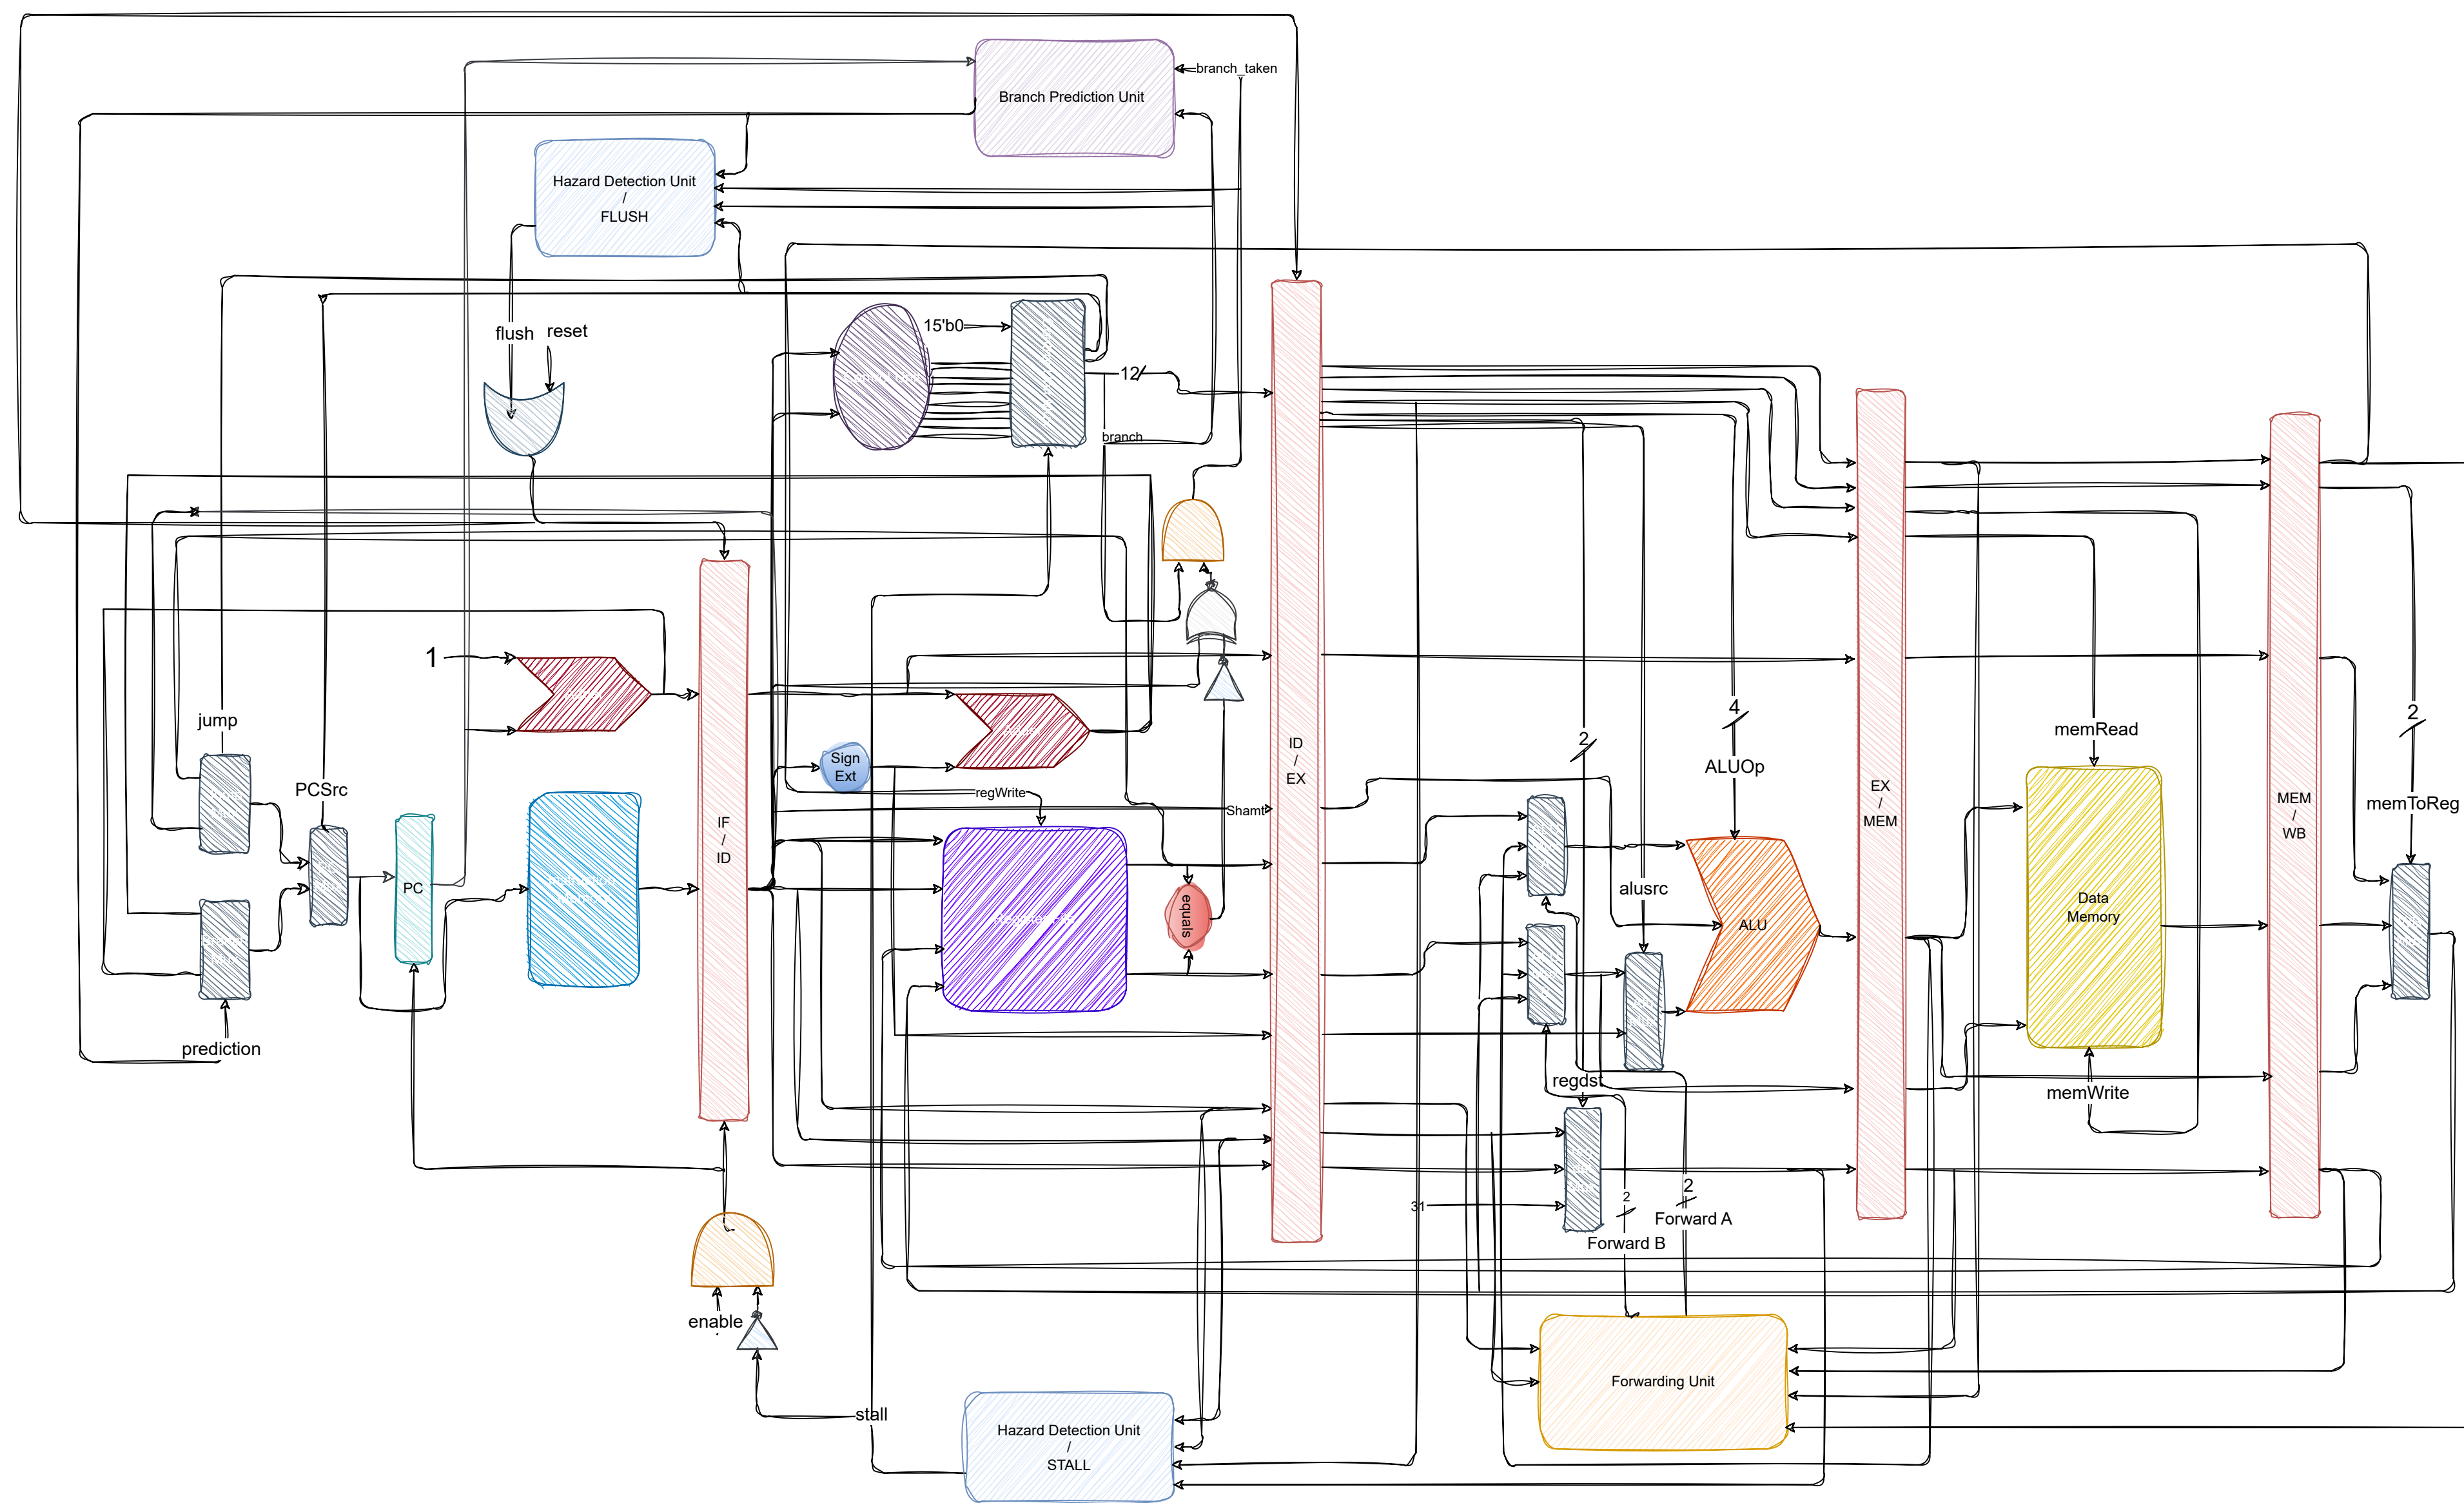 branch_taken
Branch Prediction Unit
Hazard Detection Unit
/
FLUSH
flush
reset
15'b0
12
branch
1
jump
PCSrc
Sign
Ext
regWrite
Shamt
ID
/
EX
IF
/
ID
PC
equals
prediction
4
ALUOp
2
alusrc
ALU
EX
/
MEM
memRead
Data
Memory
memWrite
MEM
/
WB
2
memToReg
regdst
31
2
Forward A
2
Forward B
enable
stall
Forwarding Unit
Hazard Detection Unit
/
STALL